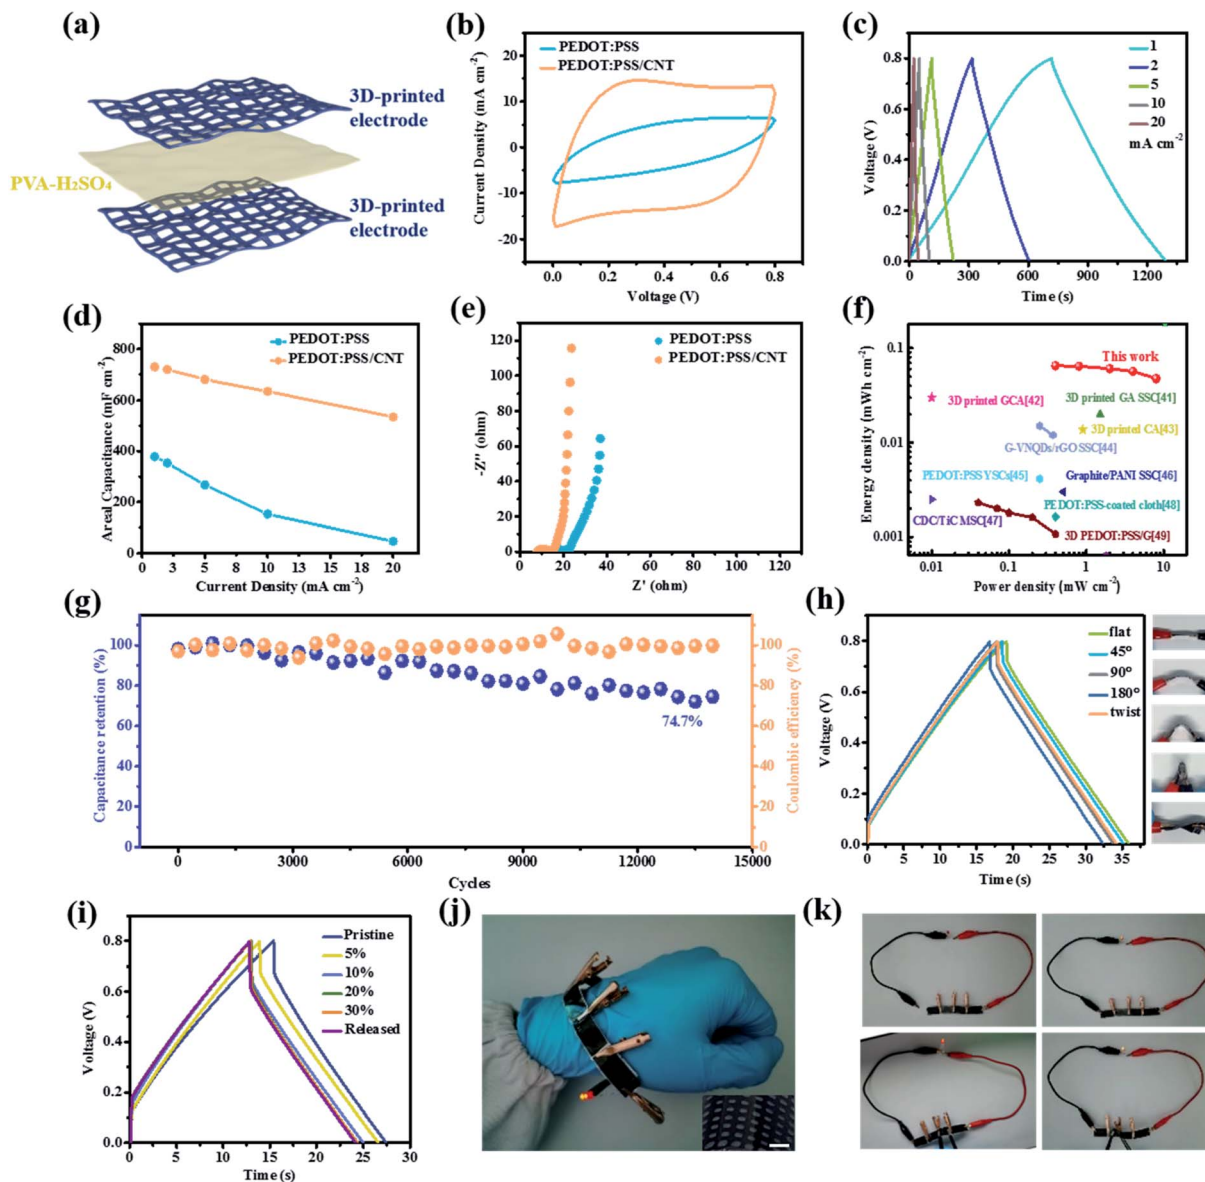 (a)
3D-printed
electrode
PVA-H₂SO₄
3D-printed
electrode
(b)
PEDOT:PSS
PEDOT:PSS/CNT
Current Density (mA cm⁻²)
20
10
0
-10
-20
0.0 0.2 0.4 0.6 0.8
Voltage (V)
(c)
1
2
5
10
20
mA cm⁻²
Voltage (V)
0.8
0.6
0.4
0.2
0.0
0 300 600 900 1200
Time (s)
(d)
PEDOT:PSS
PEDOT:PSS/CNT
Areal Capacitance (mF cm⁻²)
800
600
400
200
0
0 3 5 8 10 13 15 18 20
Current Density (mA cm⁻²)
(e)
PEDOT:PSS
PEDOT:PSS/CNT
-Z'' (ohm)
120
100
80
60
40
20
0
0 20 40 60 80 100 120
Z' (ohm)
(f)
This work
3D printed GCA[42]
3D printed GA SSC[41]
3D printed CA[43]
G-VNQDs/rGO SSC[44]
PEDOT:PSS YSCs[45]
Graphite/PANI SSC[46]
PEDOT:PSS-coated cloth[48]
CDC/TiC MSC[47]
3D PEDOT:PSS/G[49]
Energy density (mWh cm⁻²)
0.1
0.01
0.001
0.01 0.1 1 10
Power density (mW cm⁻²)
(g)
Capacitance retention (%)
100
80
60
40
20
0
74.7%
Coulombic efficiency (%)
100
80
60
40
20
0
0 3000 6000 9000 12000 15000
Cycles
(h)
flat
45°
90°
180°
twist
Voltage (V)
0.8
0.6
0.4
0.2
0.0
0 5 10 15 20 25 30 35
Time (s)
(i)
Pristine
5%
10%
20%
30%
Released
Voltage (V)
0.8
0.6
0.4
0.2
0.0
0 5 10 15 20 25 30
Time (s)
(j)
(k)